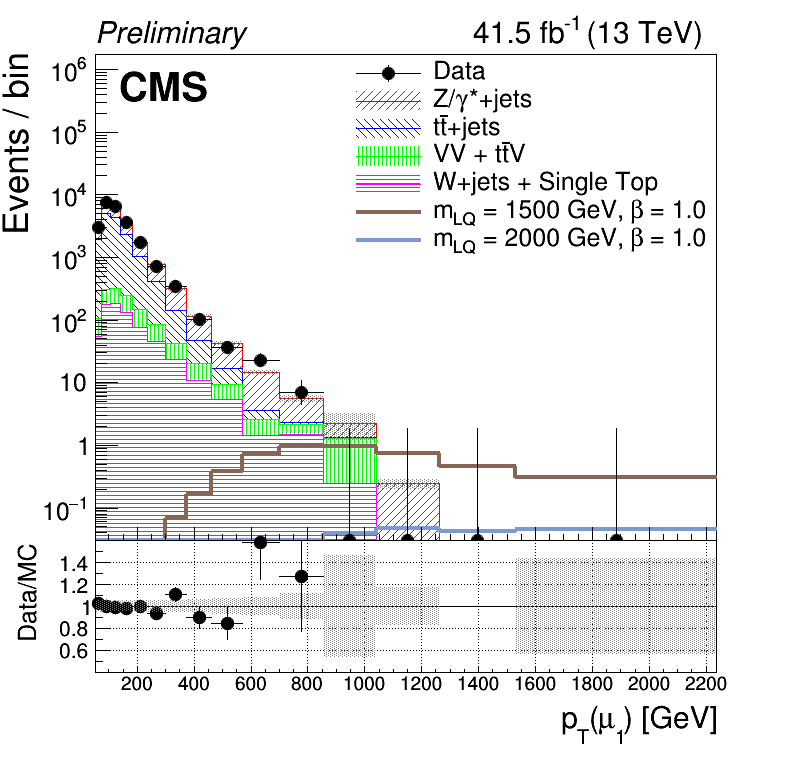 Preliminary 41.5 fb⁻¹ (13 TeV)
CMS
Data
Z/γ*+jets
tt̄+jets
VV + tt̄V
W+jets + Single Top
m_LQ = 1500 GeV, β = 1.0
m_LQ = 2000 GeV, β = 1.0
Events / bin
10⁶
10⁵
10⁴
10³
10²
10
1
10⁻¹
Data/MC
1.4
1.2
1
0.8
0.6
200 400 600 800 1000 1200 1400 1600 1800 2000 2200
p_T(μ₁) [GeV]